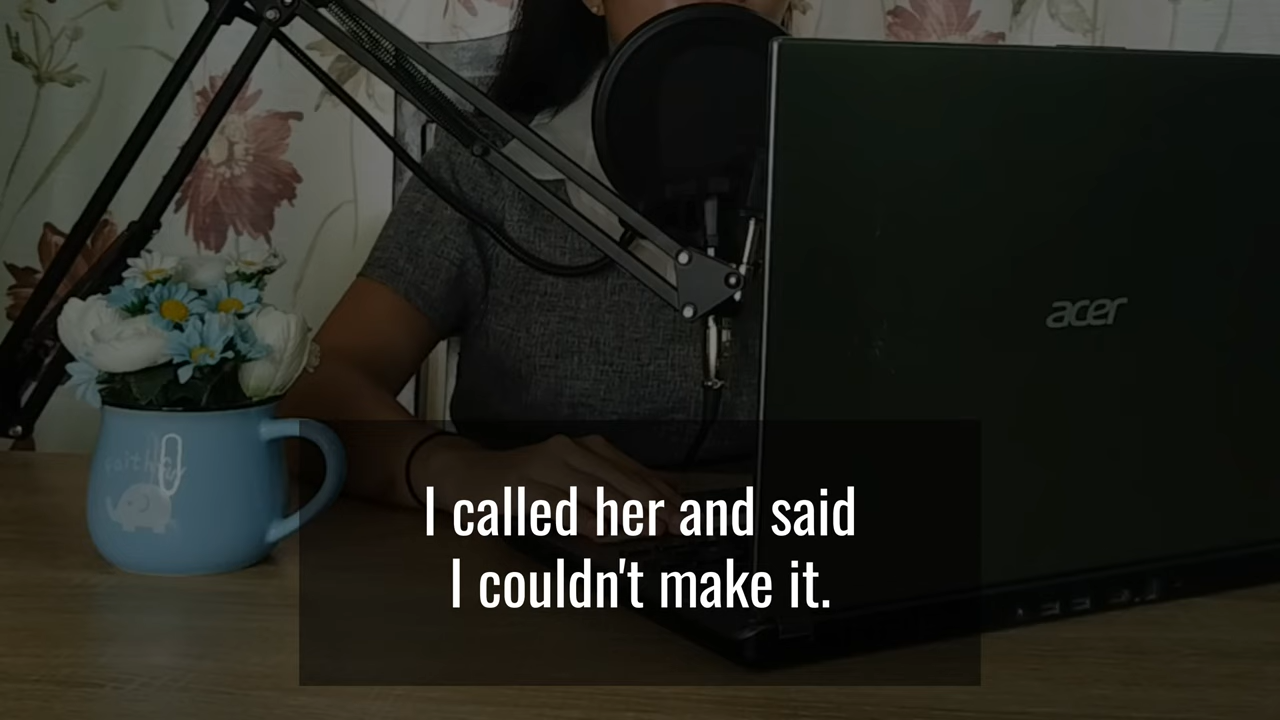 acer
I called her and said
I couldn't make it.